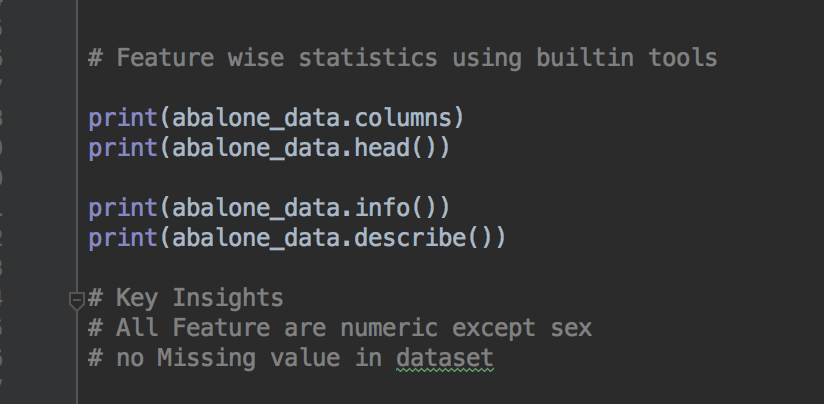 # Feature wise statistics using builtin tools
print(abalone_data.columns)
print(abalone_data.head())
print(abalone_data.info())
print(abalone_data.describe())
# Key Insights
# All Feature are numeric except sex
# no Missing value in dataset